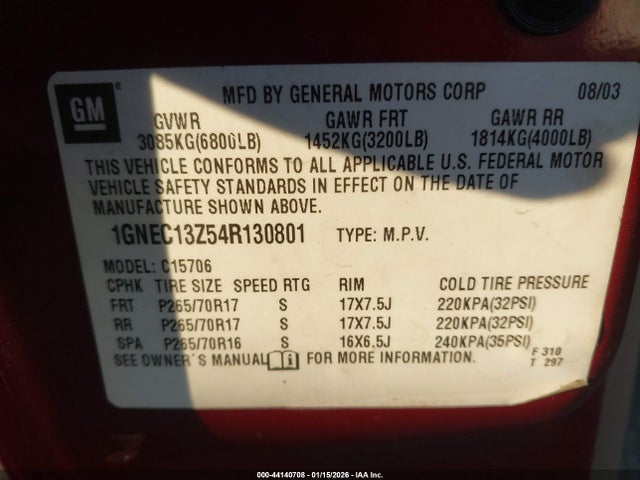 GM
MFD BY GENERAL MOTORS CORP 08/03
GVWR GAWR FRT GAWR RR
3085KG(6800LB) 1452KG(3200LB) 1814KG(4000LB)
THIS VEHICLE CONFORMS TO ALL APPLICABLE U.S. FEDERAL MOTOR
VEHICLE SAFETY STANDARDS IN EFFECT ON THE DATE OF
MANUFACTURE SHOWN ABOVE.
1GNEC13Z54R130801 TYPE: M.P.V.
MODEL: C15706
CPHK TIRE SIZE SPEED RTG RIM COLD TIRE PRESSURE
FRT P265/70R17 S 17X7.5J 220KPA(32PSI)
RR P265/70R17 S 17X7.5J 220KPA(32PSI)
SPA P265/70R16 S 16X6.5J 240KPA(35PSI)
SEE OWNER'S MANUAL i FOR MORE INFORMATION.
F 310
T 297
000-44140708 - 01/15/2026 - IAA Inc.